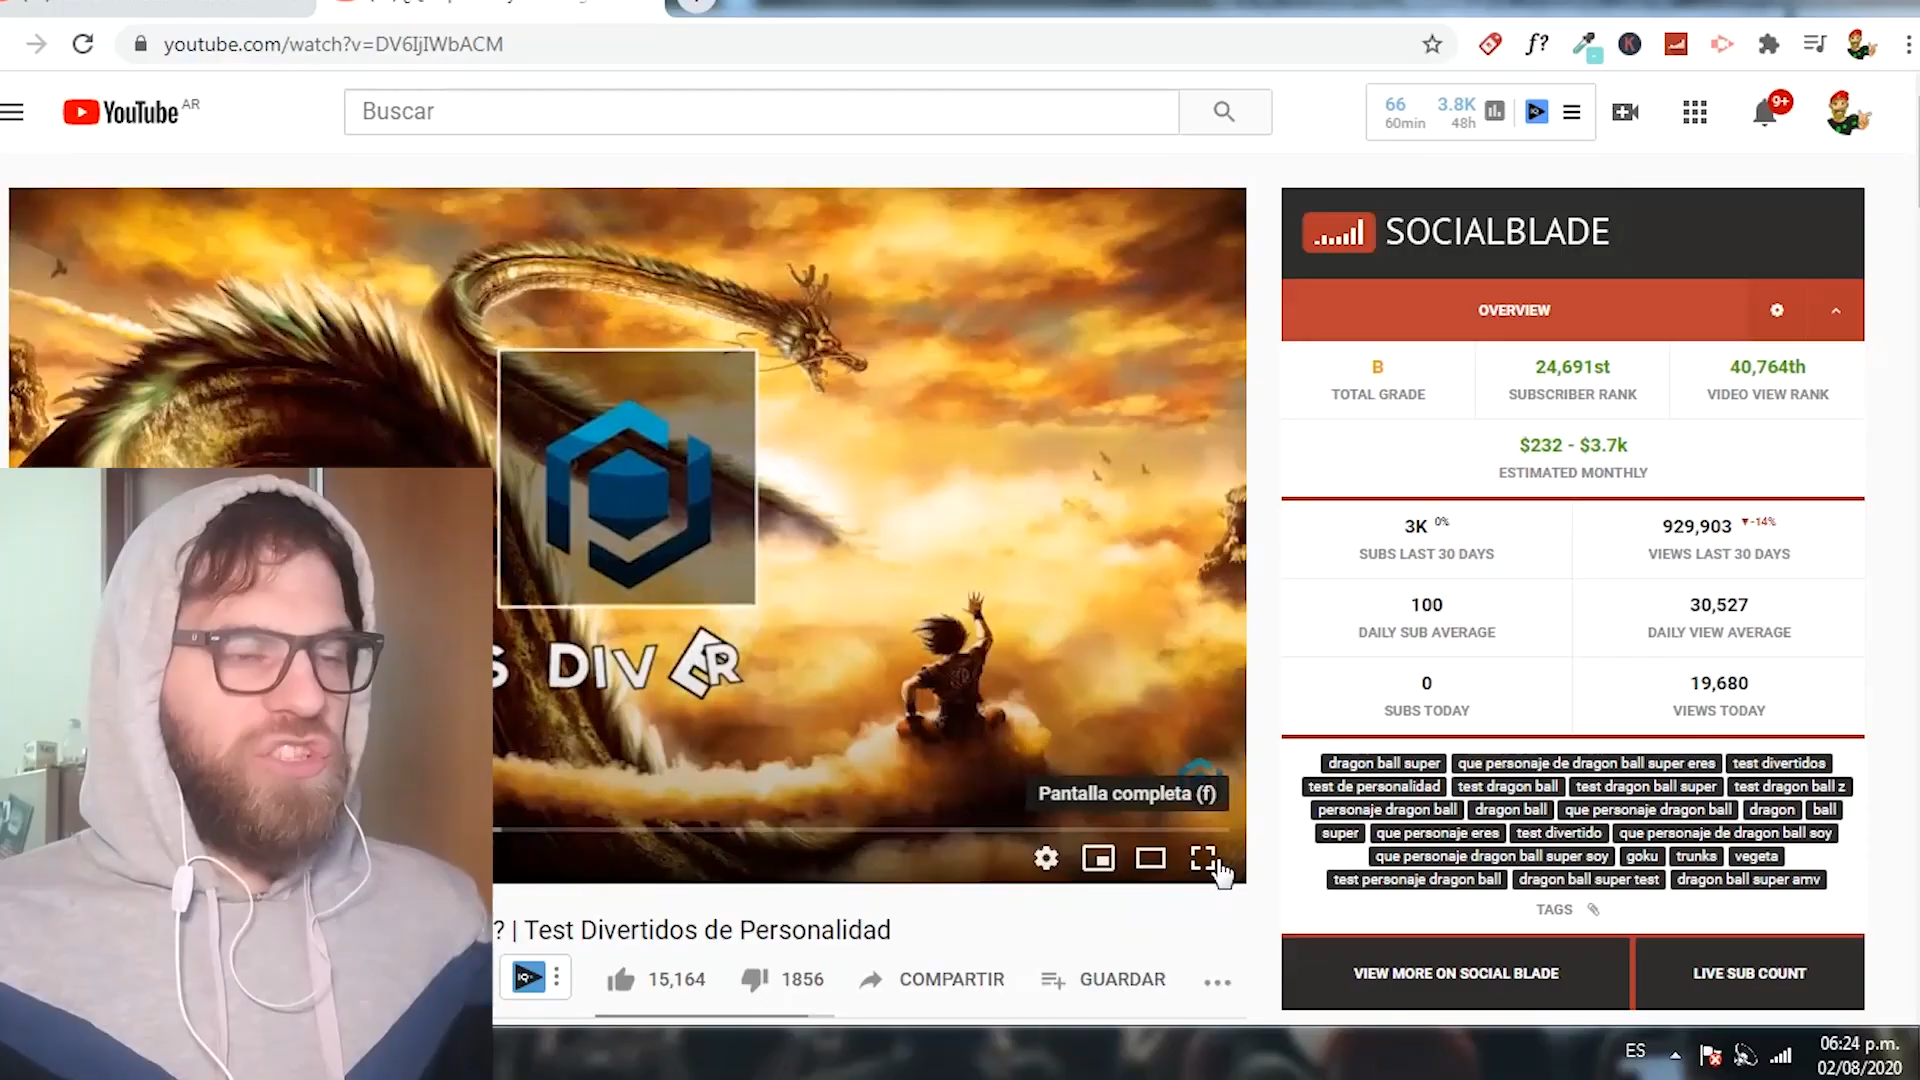 youtube.com/watch?v=DV6IjIWbACM
f?
K
YouTube AR
Buscar
66 3.8K
60min 48h
9+
SOCIALBLADE
OVERVIEW
B 24,691st 40,764th
TOTAL GRADE SUBSCRIBER RANK VIDEO VIEW RANK
$232 - $3.7k
ESTIMATED MONTHLY
3K 0% 929,903 ▼-14%
SUBS LAST 30 DAYS VIEWS LAST 30 DAYS
100 30,527
DAILY SUB AVERAGE DAILY VIEW AVERAGE
0 19,680
SUBS TODAY VIEWS TODAY
dragon ball super que personaje de dragon ball super eres test divertidos
test de personalidad test dragon ball test dragon ball super test dragon ball z
personaje dragon ball dragon ball que personaje dragon ball dragon ball
super que personaje eres test divertido que personaje de dragon ball soy
que personaje dragon ball super soy goku trunks vegeta
test personaje dragon ball dragon ball super test dragon ball super amv
TAGS
VIEW MORE ON SOCIAL BLADE LIVE SUB COUNT
S DIVER
Pantalla completa (f)
? | Test Divertidos de Personalidad
IQ 15,164 1856 COMPARTIR GUARDAR
ES
06:24 p.m.
02/08/2020